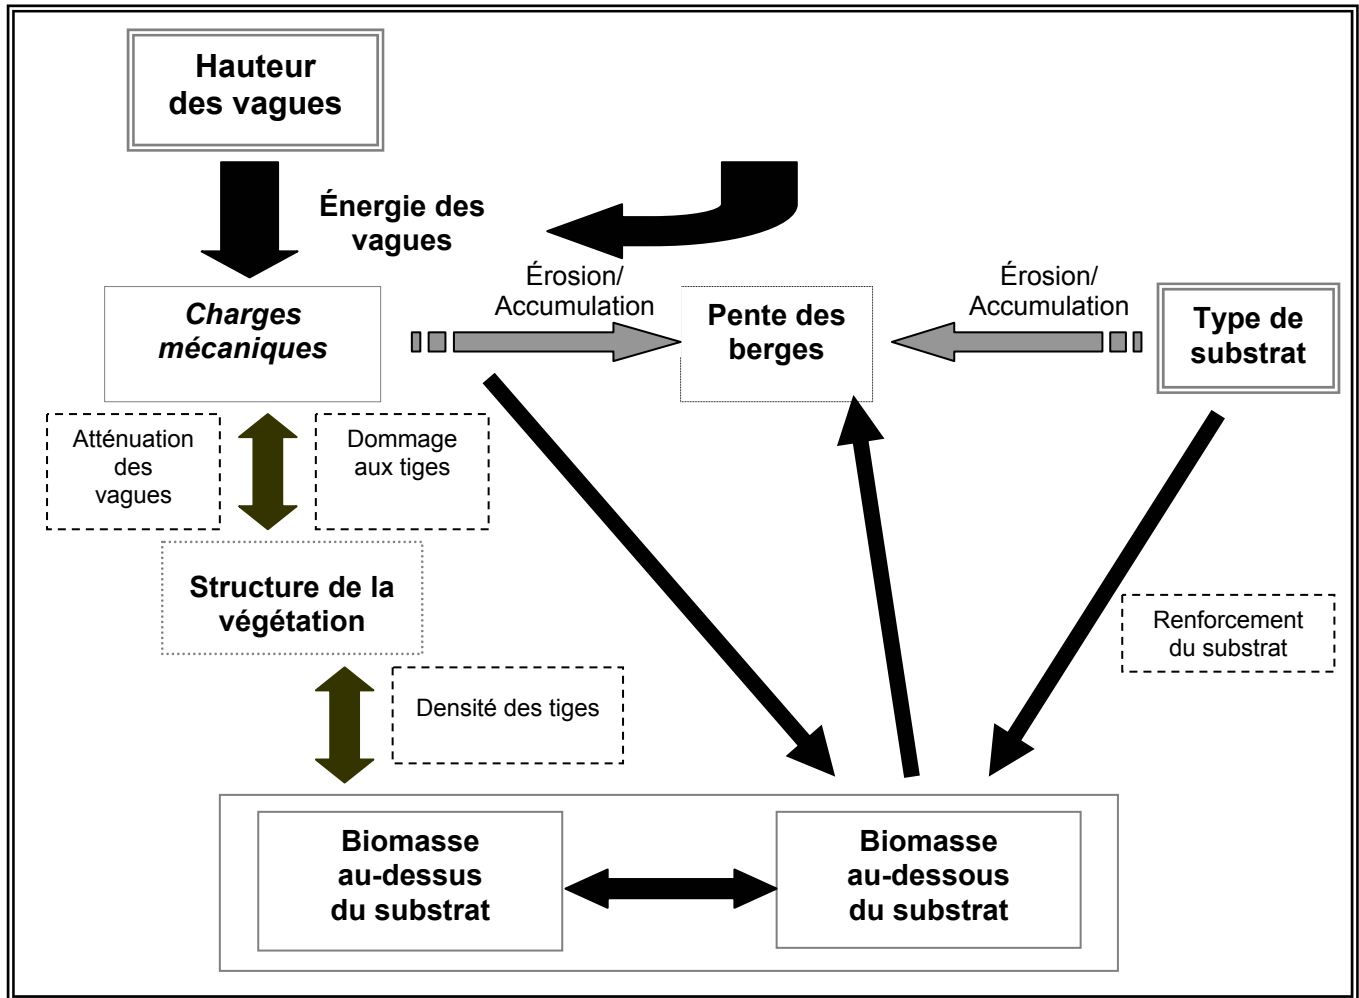 Hauteur
des vagues
Énergie des
vagues
Érosion/
Accumulation
Érosion/
Accumulation
Charges
mécaniques
Pente des
berges
Type de
substrat
Atténuation
des
vagues
Dommage
aux tiges
Structure de la
végétation
Renforcement
du substrat
Densité des tiges
Biomasse
au-dessus
du substrat
Biomasse
au-dessous
du substrat